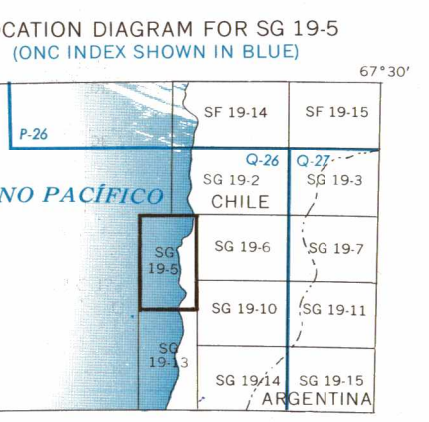 CATION DIAGRAM FOR SG 19-5
(ONC INDEX SHOWN IN BLUE)
67°30'
SF 19-14
SF 19-15
P-26
Q-26
Q-27
SG 19-2
SG 19-3
NO PACÍFICO
CHILE
SG
19-5
SG 19-6
SG 19-7
SG 19-10
SG 19-11
SG
19-13
SG 19-14
SG 19-15
ARGENTINA